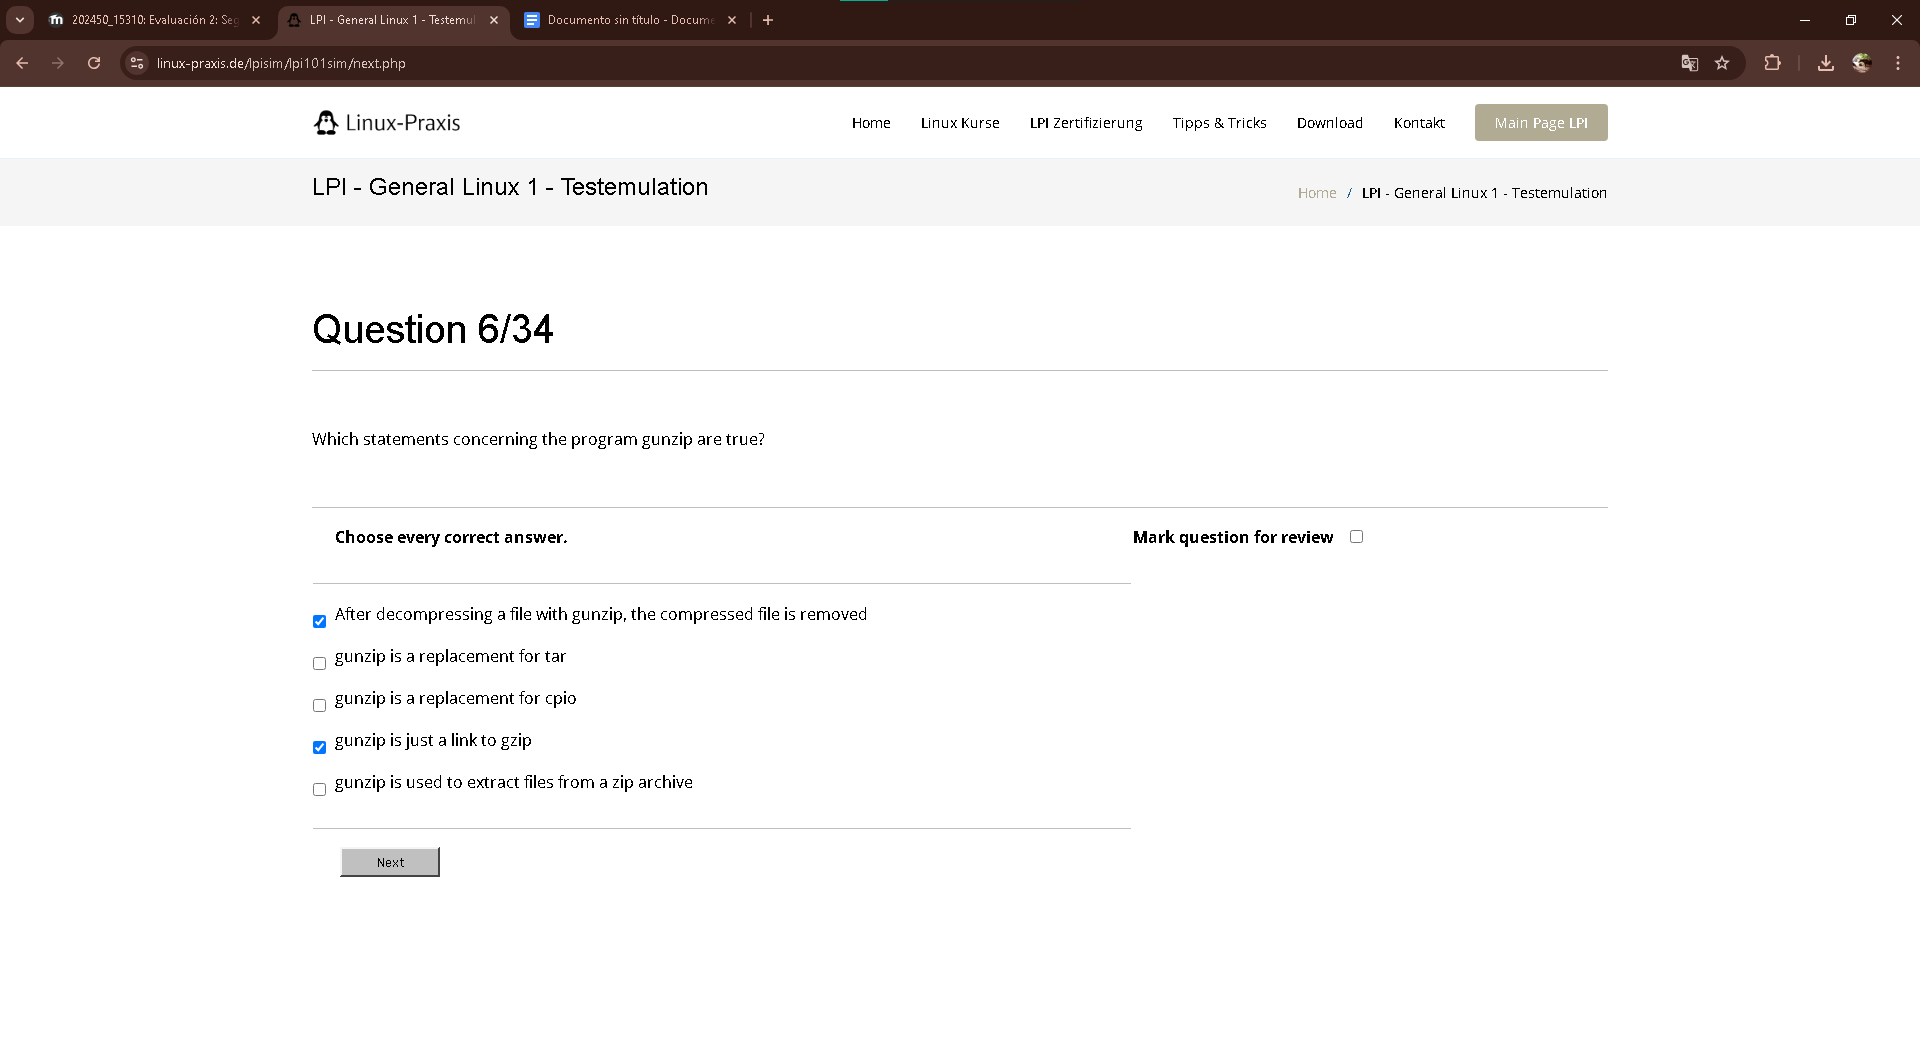 202450_15310: Evaluación 2: Seg
LPI - General Linux 1 - Testemul
Documento sin título - Docume
linux-praxis.de/lpisim/lpi101sim/next.php
Linux-Praxis
Home
Linux Kurse
LPI Zertifizierung
Tipps & Tricks
Download
Kontakt
Main Page LPI
LPI - General Linux 1 - Testemulation
Home / LPI - General Linux 1 - Testemulation
Question 6/34
Which statements concerning the program gunzip are true?
Choose every correct answer.
Mark question for review
After decompressing a file with gunzip, the compressed file is removed
gunzip is a replacement for tar
gunzip is a replacement for cpio
gunzip is just a link to gzip
gunzip is used to extract files from a zip archive
Next